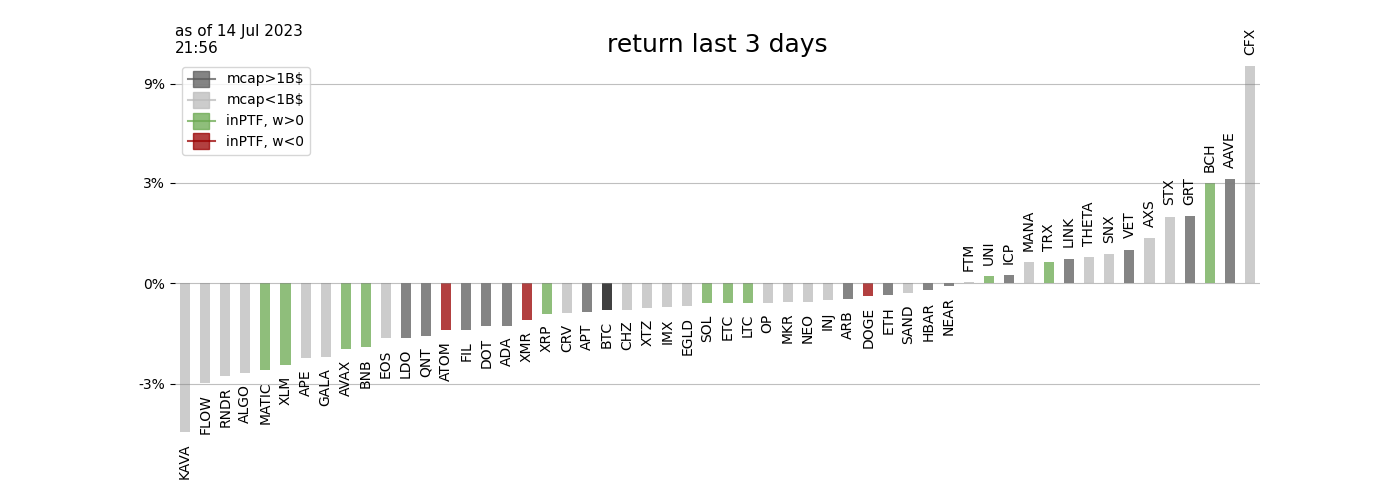 as of 14 Jul 2023
21:56
return last 3 days
mcap>1B$
mcap<1B$
inPTF, w>0
inPTF, w<0
9%
3%
0%
-3%
KAVA
FLOW
RNDR
ALGO
MATIC
XLM
APE
GALA
AVAX
BNB
EOS
LDO
QNT
ATOM
FIL
DOT
ADA
XMR
XRP
CRV
APT
BTC
CHZ
XTZ
IMX
EGLD
SOL
ETC
LTC
OP
MKR
NEO
INJ
ARB
DOGE
ETH
SAND
HBAR
NEAR
FTM
UNI
ICP
MANA
TRX
LINK
THETA
SNX
VET
AXS
STX
GRT
BCH
AAVE
CFX